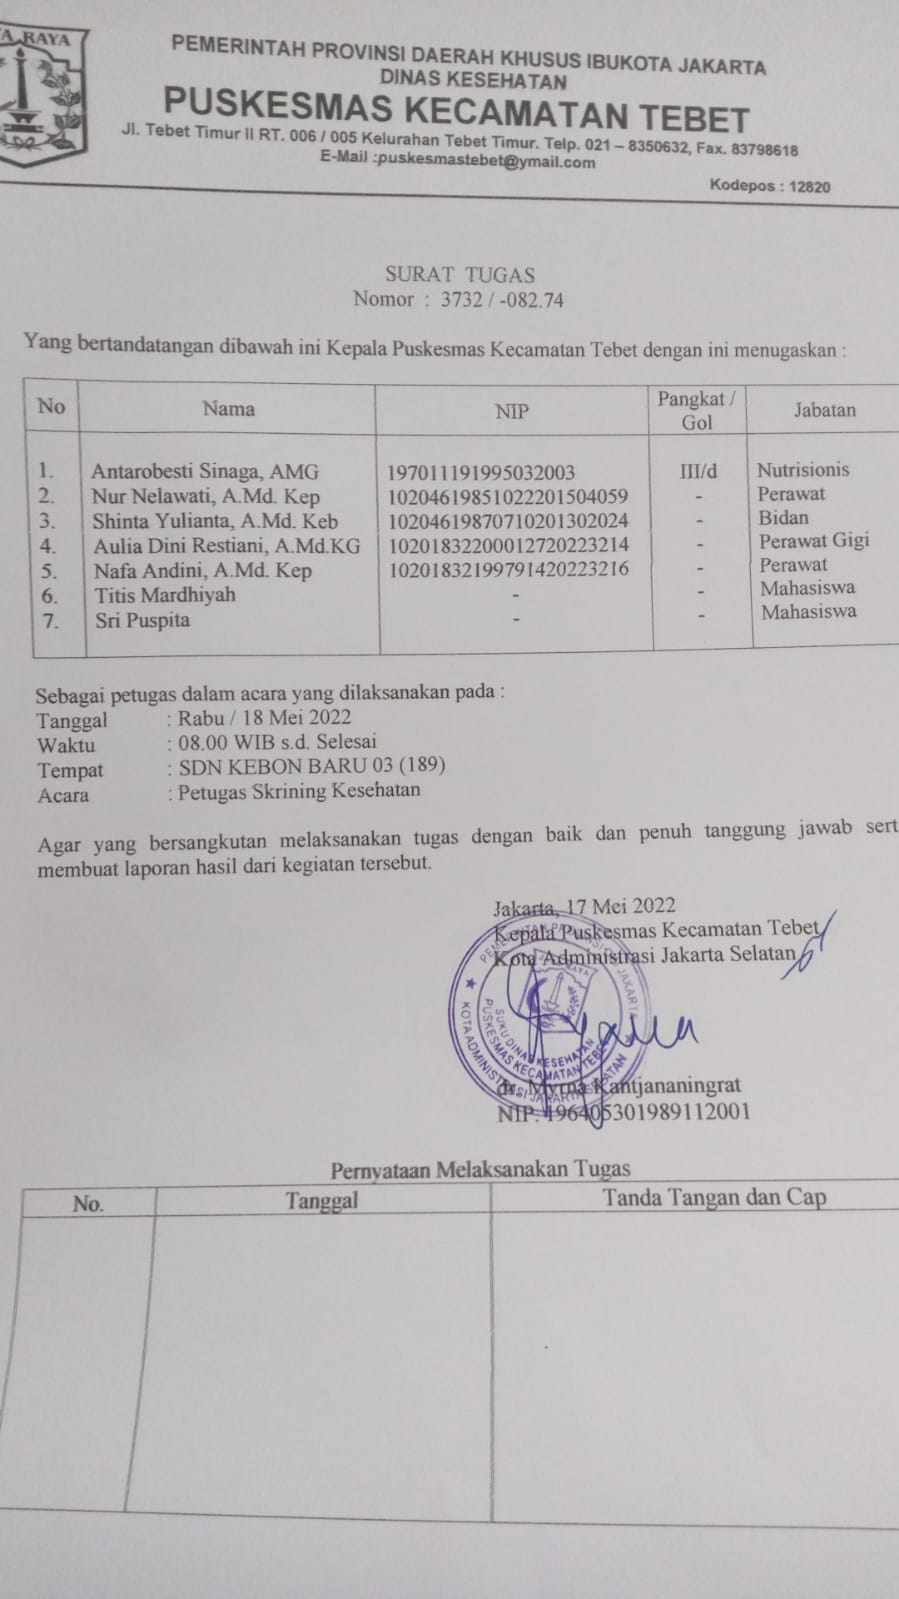 A RAYA
PEMERINTAH PROVINSI DAERAH KHUSUS IBUKOTA JAKARTA
DINAS KESEHATAN
PUSKESMAS KECAMATAN TEBET
Jl. Tebet Timur II RT. 006 / 005 Kelurahan Tebet Timur. Telp. 021 – 8350632, Fax. 83798618
E-Mail :puskesmastebet@ymail.com
Kodepos : 12820
SURAT TUGAS
Nomor : 3732 / -082.74
Yang bertandatangan dibawah ini Kepala Puskesmas Kecamatan Tebet dengan ini menugaskan :
No Nama NIP Pangkat / Gol Jabatan
1. Antarobesti Sinaga, AMG 197011191995032003 III/d Nutrisionis
2. Nur Nelawati, A.Md. Kep 10204619851022201504059 - Perawat
3. Shinta Yulianta, A.Md. Keb 10204619870710201302024 - Bidan
4. Aulia Dini Restiani, A.Md.KG 10201832200012720223214 - Perawat Gigi
5. Nafa Andini, A.Md. Kep 10201832199791420223216 - Perawat
6. Titis Mardhiyah - - Mahasiswa
7. Sri Puspita - - Mahasiswa
Sebagai petugas dalam acara yang dilaksanakan pada :
Tanggal : Rabu / 18 Mei 2022
Waktu : 08.00 WIB s.d. Selesai
Tempat : SDN KEBON BARU 03 (189)
Acara : Petugas Skrining Kesehatan
Agar yang bersangkutan melaksanakan tugas dengan baik dan penuh tanggung jawab sert
membuat laporan hasil dari kegiatan tersebut.
Jakarta, 17 Mei 2022
Kepala Puskesmas Kecamatan Tebet
Kota Administrasi Jakarta Selatan
SUKU DINAS KESEHATAN
PUSKESMAS KECAMATAN TEBET
KOTA ADMINISTRASI JAKARTA SELATAN
dr. Myrna Kantjananingrat
NIP. 196405301989112001
Pernyataan Melaksanakan Tugas
No. Tanggal Tanda Tangan dan Cap